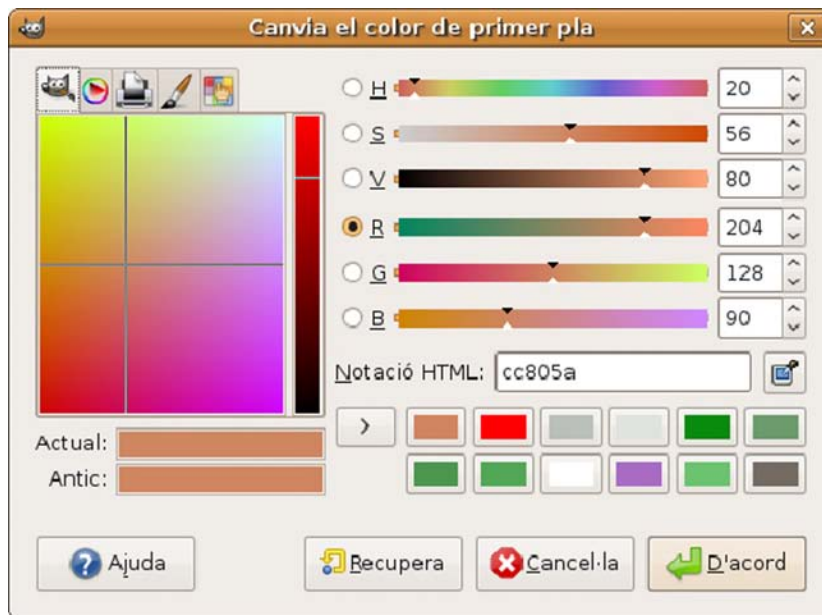 Canvia el color de primer pla
H 20
S 56
V 80
R 204
G 128
B 90
Notació HTML: cc805a
Actual:
Antic:
Ajuda
Recupera
Cancel·la
D'acord